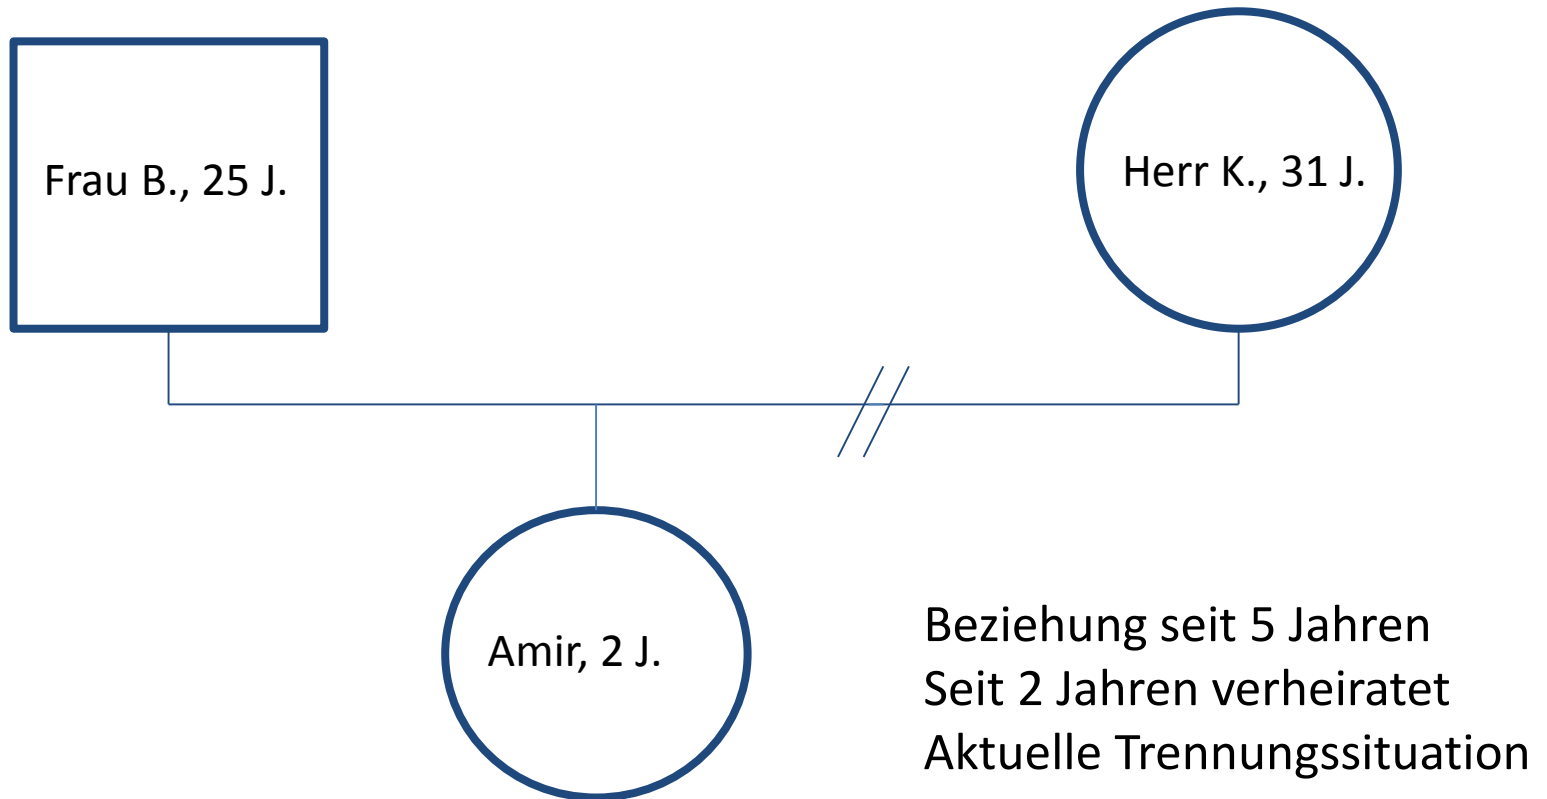 Frau B., 25 J.
Herr K., 31 J.
Amir, 2 J.
Beziehung seit 5 Jahren
Seit 2 Jahren verheiratet
Aktuelle Trennungssituation